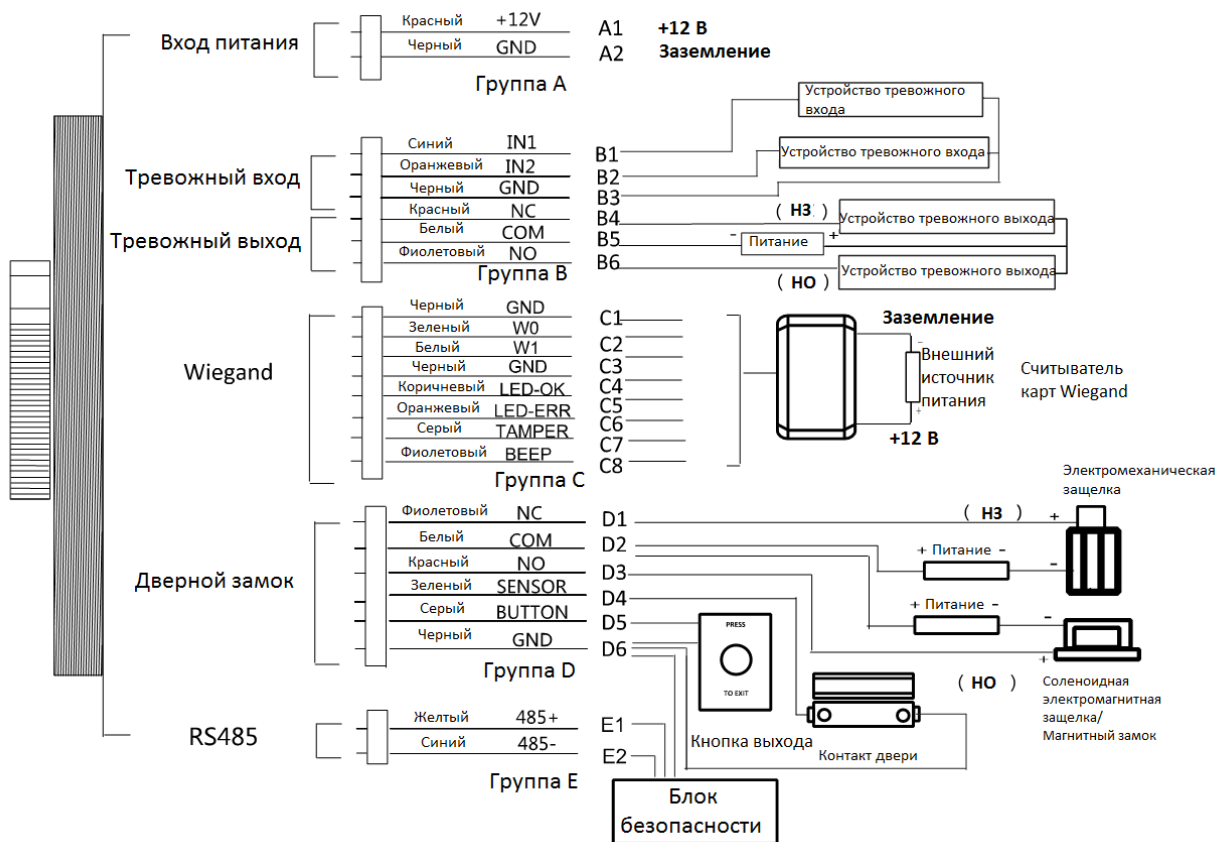 Вход питания
Красный +12V A1 +12 В
Черный GND A2 Заземление
Группа A
Тревожный вход
Тревожный выход
Синий IN1 B1
Оранжевый IN2 B2
Черный GND B3
Красный NC B4
Белый COM B5
Фиолетовый NO B6
Группа B
Устройство тревожного
входа
Устройство тревожного входа
( НЗ ) Устройство тревожного выхода
- Питание +
( НО ) Устройство тревожного выхода
Wiegand
Черный GND C1
Зеленый W0 C2
Белый W1 C3
Черный GND C4
Коричневый LED-OK C5
Оранжевый LED-ERR C6
Серый TAMPER C7
Фиолетовый BEEP C8
Группа C
Заземление
-
Внешний
источник
питания
+
+12 В
Считыватель
карт Wiegand
Дверной замок
Фиолетовый NC D1
Белый COM D2
Красный NO D3
Зеленый SENSOR D4
Серый BUTTON D5
Черный GND D6
Группа D
Электромеханическая
защелка
( НЗ ) +
+ Питание - -
+ Питание - -
+
( НО )
Соленоидная
электромагнитная
защелка/
Магнитный замок
PRESS
TO EXIT
Кнопка выхода
Контакт двери
RS485
Желтый 485+ E1
Синий 485- E2
Группа E
Блок
безопасности